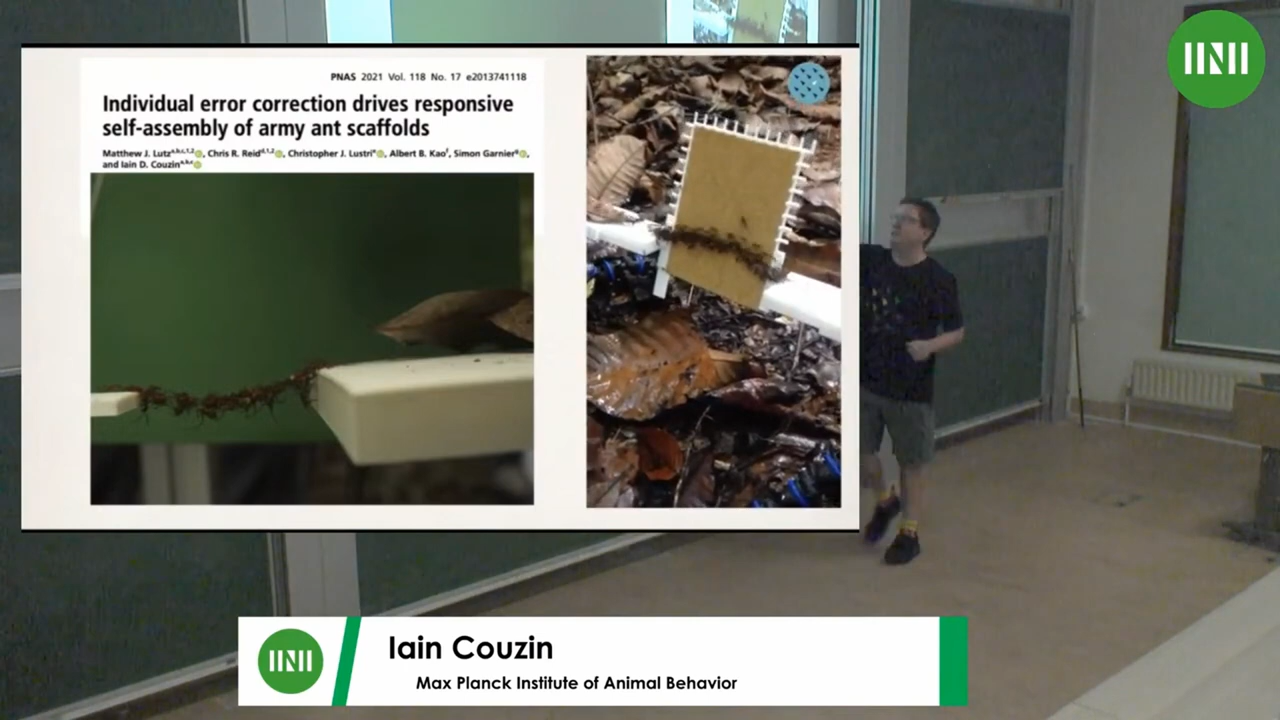 PNAS 2021 Vol. 118 No. 17 e2013741118
Individual error correction drives responsive
self-assembly of army ant scaffolds
Matthew J. Lutz, Chris R. Reid, Christopher J. Lustri, Albert B. Kao, Simon Garnier,
and Iain D. Couzin
Iain Couzin
Max Planck Institute of Animal Behavior